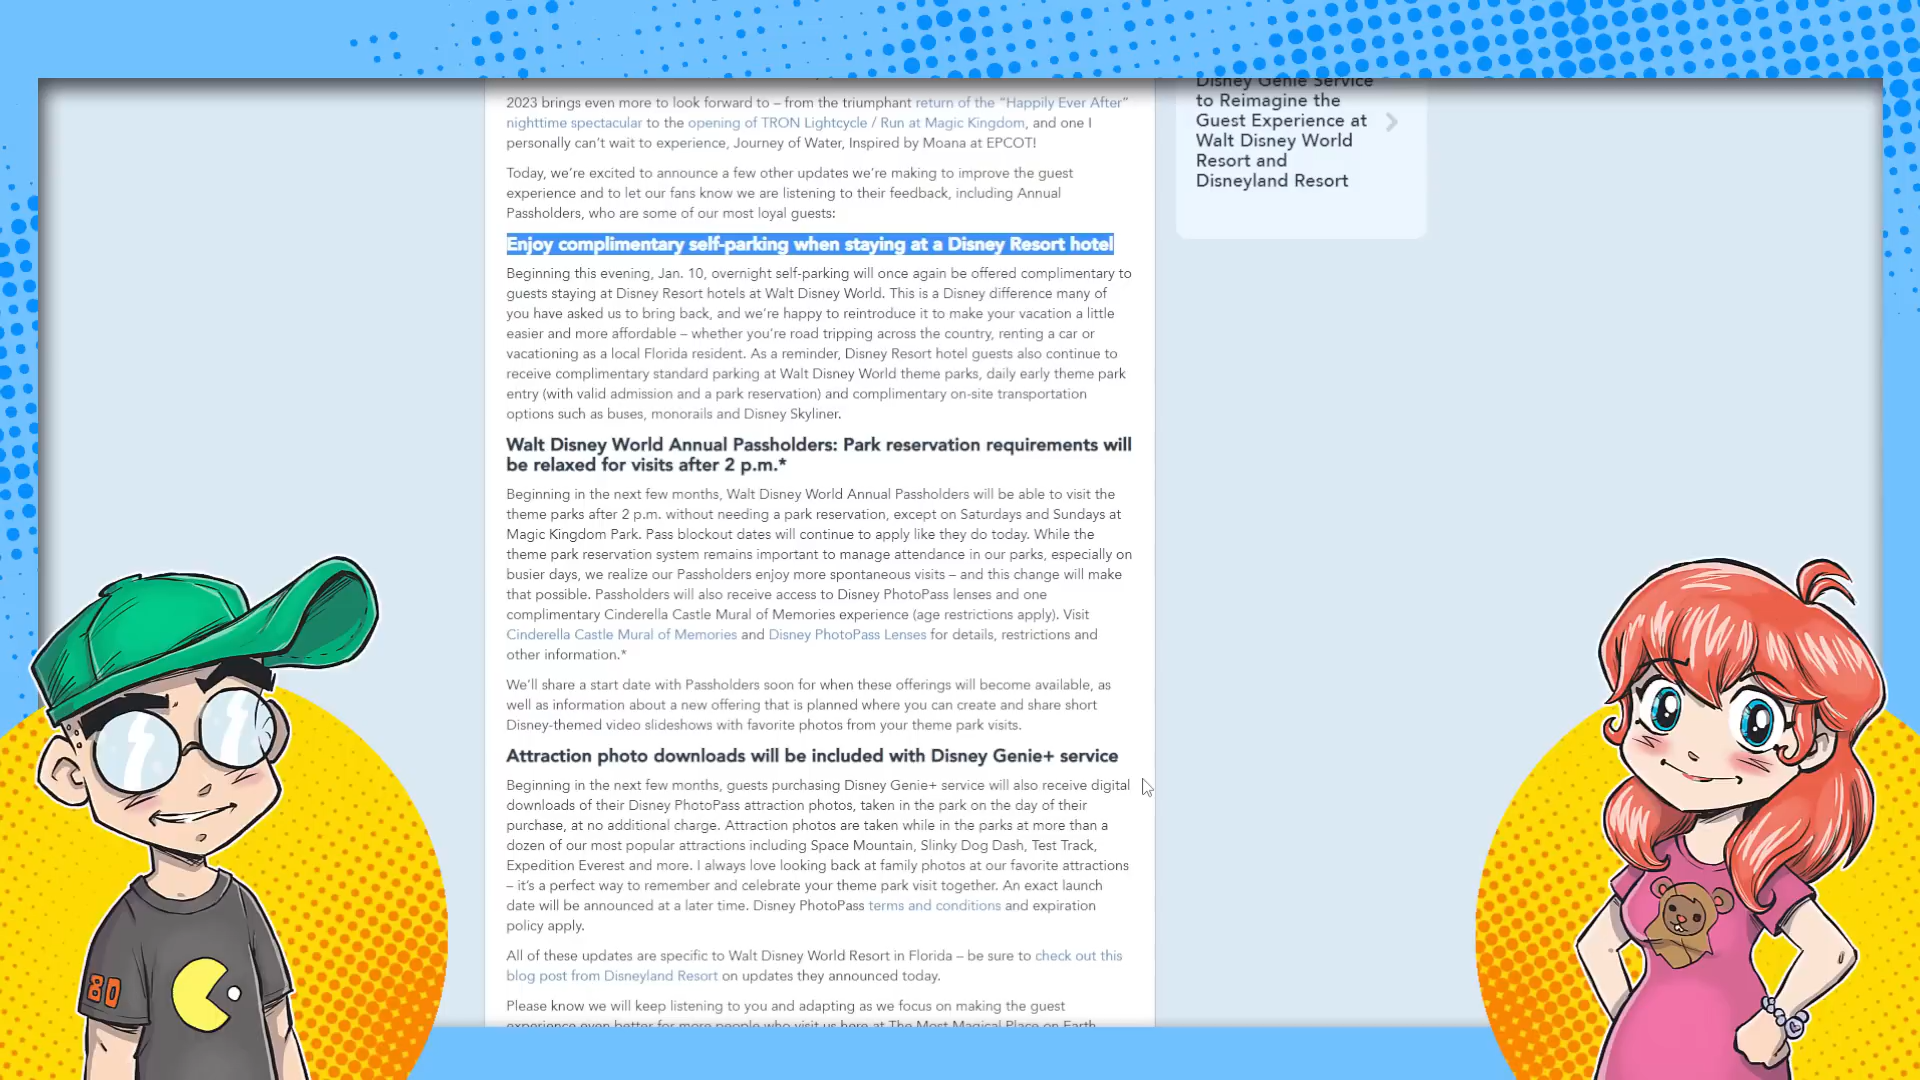 2023 brings even more to look forward to – from the triumphant return of the “Happily Ever After”
nighttime spectacular to the opening of TRON Lightcycle / Run at Magic Kingdom, and one I
personally can’t wait to experience, Journey of Water, Inspired by Moana at EPCOT!
Today, we’re excited to announce a few other updates we’re making to improve the guest
experience and to let our fans know we are listening to their feedback, including Annual
Passholders, who are some of our most loyal guests:
Enjoy complimentary self-parking when staying at a Disney Resort hotel
Beginning this evening, Jan. 10, overnight self-parking will once again be offered complimentary to
guests staying at Disney Resort hotels at Walt Disney World. This is a Disney difference many of
you have asked us to bring back, and we’re happy to reintroduce it to make your vacation a little
easier and more affordable – whether you’re road tripping across the country, renting a car or
vacationing as a local Florida resident. As a reminder, Disney Resort hotel guests also continue to
receive complimentary standard parking at Walt Disney World theme parks, daily early theme park
entry (with valid admission and a park reservation) and complimentary on-site transportation
options such as buses, monorails and Disney Skyliner.
Walt Disney World Annual Passholders: Park reservation requirements will
be relaxed for visits after 2 p.m.*
Beginning in the next few months, Walt Disney World Annual Passholders will be able to visit the
theme parks after 2 p.m. without needing a park reservation, except on Saturdays and Sundays at
Magic Kingdom Park. Pass blockout dates will continue to apply like they do today. While the
theme park reservation system remains important to manage attendance in our parks, especially on
busier days, we realize our Passholders enjoy more spontaneous visits – and this change will make
that possible. Passholders will also receive access to Disney PhotoPass lenses and one
complimentary Cinderella Castle Mural of Memories experience (age restrictions apply). Visit
Cinderella Castle Mural of Memories and Disney PhotoPass Lenses for details, restrictions and
other information.*
We’ll share a start date with Passholders soon for when these offerings will become available, as
well as information about a new offering that is planned where you can create and share short
Disney-themed video slideshows with favorite photos from your theme park visits.
Attraction photo downloads will be included with Disney Genie+ service
Beginning in the next few months, guests purchasing Disney Genie+ service will also receive digital
downloads of their Disney PhotoPass attraction photos, taken in the park on the day of their
purchase, at no additional charge. Attraction photos are taken while in the parks at more than a
dozen of our most popular attractions including Space Mountain, Slinky Dog Dash, Test Track,
Expedition Everest and more. I always love looking back at family photos at our favorite attractions
– it’s a perfect way to remember and celebrate your theme park visit together. An exact launch
date will be announced at a later time. Disney PhotoPass terms and conditions and expiration
policy apply.
All of these updates are specific to Walt Disney World Resort in Florida – be sure to check out this
blog post from Disneyland Resort on updates they announced today.
Please know we will keep listening to you and adapting as we focus on making the guest
experience even better for more people who visit us here at The Most Magical Place on Earth
Disney Genie Service
to Reimagine the
Guest Experience at
Walt Disney World
Resort and
Disneyland Resort
80